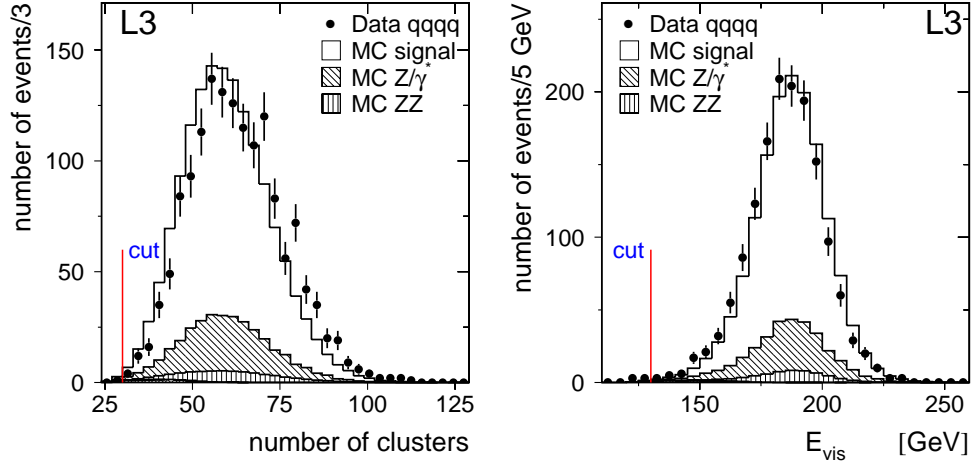 L3
Data qqqq
MC signal
MC Z/γ*
MC ZZ
number of events/3
150
100
50
0
cut
25
50
75
100
125
number of clusters
L3
Data qqqq
MC signal
MC Z/γ*
MC ZZ
number of events/5 GeV
200
100
0
cut
150
200
250
E_vis [GeV]